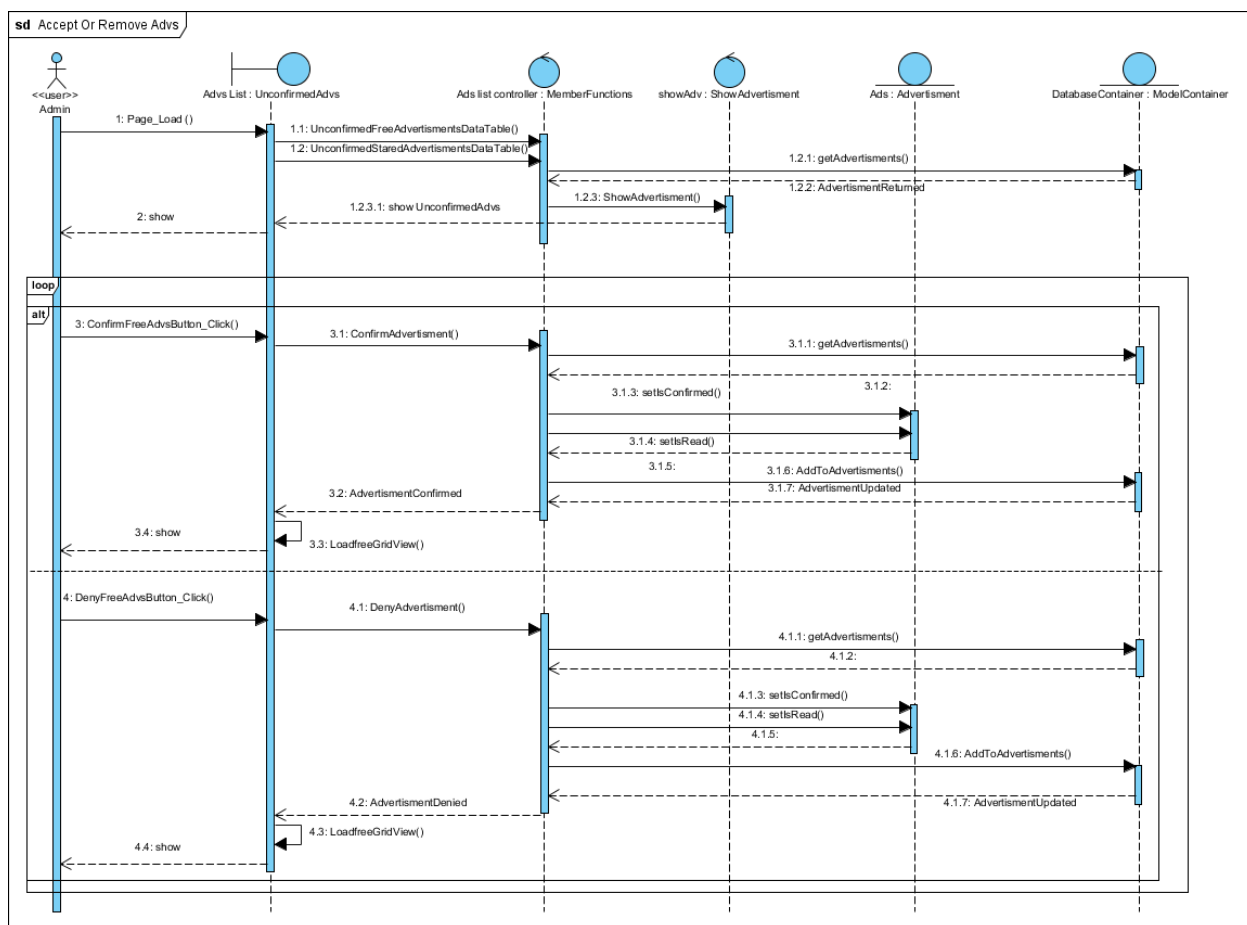 sd Accept Or Remove Advs
<<user>>
Admin
Advs List : UnconfirmedAdvs
Ads list controller : MemberFunctions
showAdv : ShowAdvertisment
Ads : Advertisment
DatabaseContainer : ModelContainer
1: Page_Load ()
1.1: UnconfirmedFreeAdvertismentsDataTable()
1.2: UnconfirmedStaredAdvertismentsDataTable()
1.2.1: getAdvertisments()
1.2.2: AdvertismentReturned
1.2.3: ShowAdvertisment()
1.2.3.1: show UnconfirmedAdvs
2: show
loop
alt
3: ConfirmFreeAdvsButton_Click()
3.1: ConfirmAdvertisment()
3.1.1: getAdvertisments()
3.1.2:
3.1.3: setIsConfirmed()
3.1.4: setIsRead()
3.1.5:
3.1.6: AddToAdvertisments()
3.1.7: AdvertismentUpdated
3.2: AdvertismentConfirmed
3.3: LoadfreeGridView()
3.4: show
4: DenyFreeAdvsButton_Click()
4.1: DenyAdvertisment()
4.1.1: getAdvertisments()
4.1.2:
4.1.3: setIsConfirmed()
4.1.4: setIsRead()
4.1.5:
4.1.6: AddToAdvertisments()
4.1.7: AdvertismentUpdated
4.2: AdvertismentDenied
4.3: LoadfreeGridView()
4.4: show